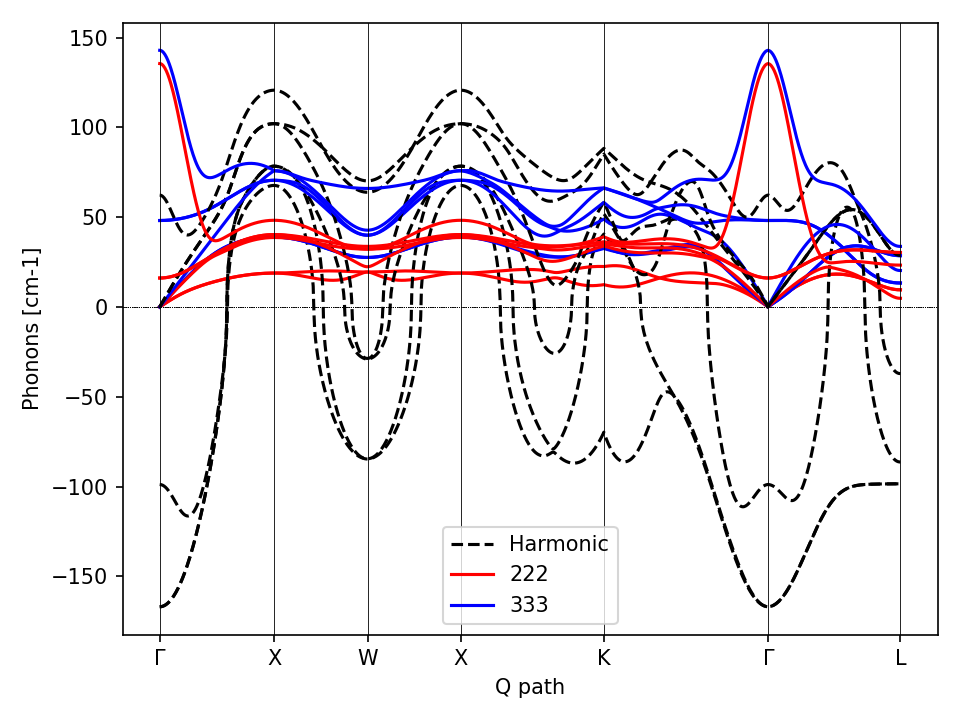 Phonons [cm-1]
150
100
50
0
−50
−100
−150
Harmonic
222
333
Γ X W X K Γ L
Q path